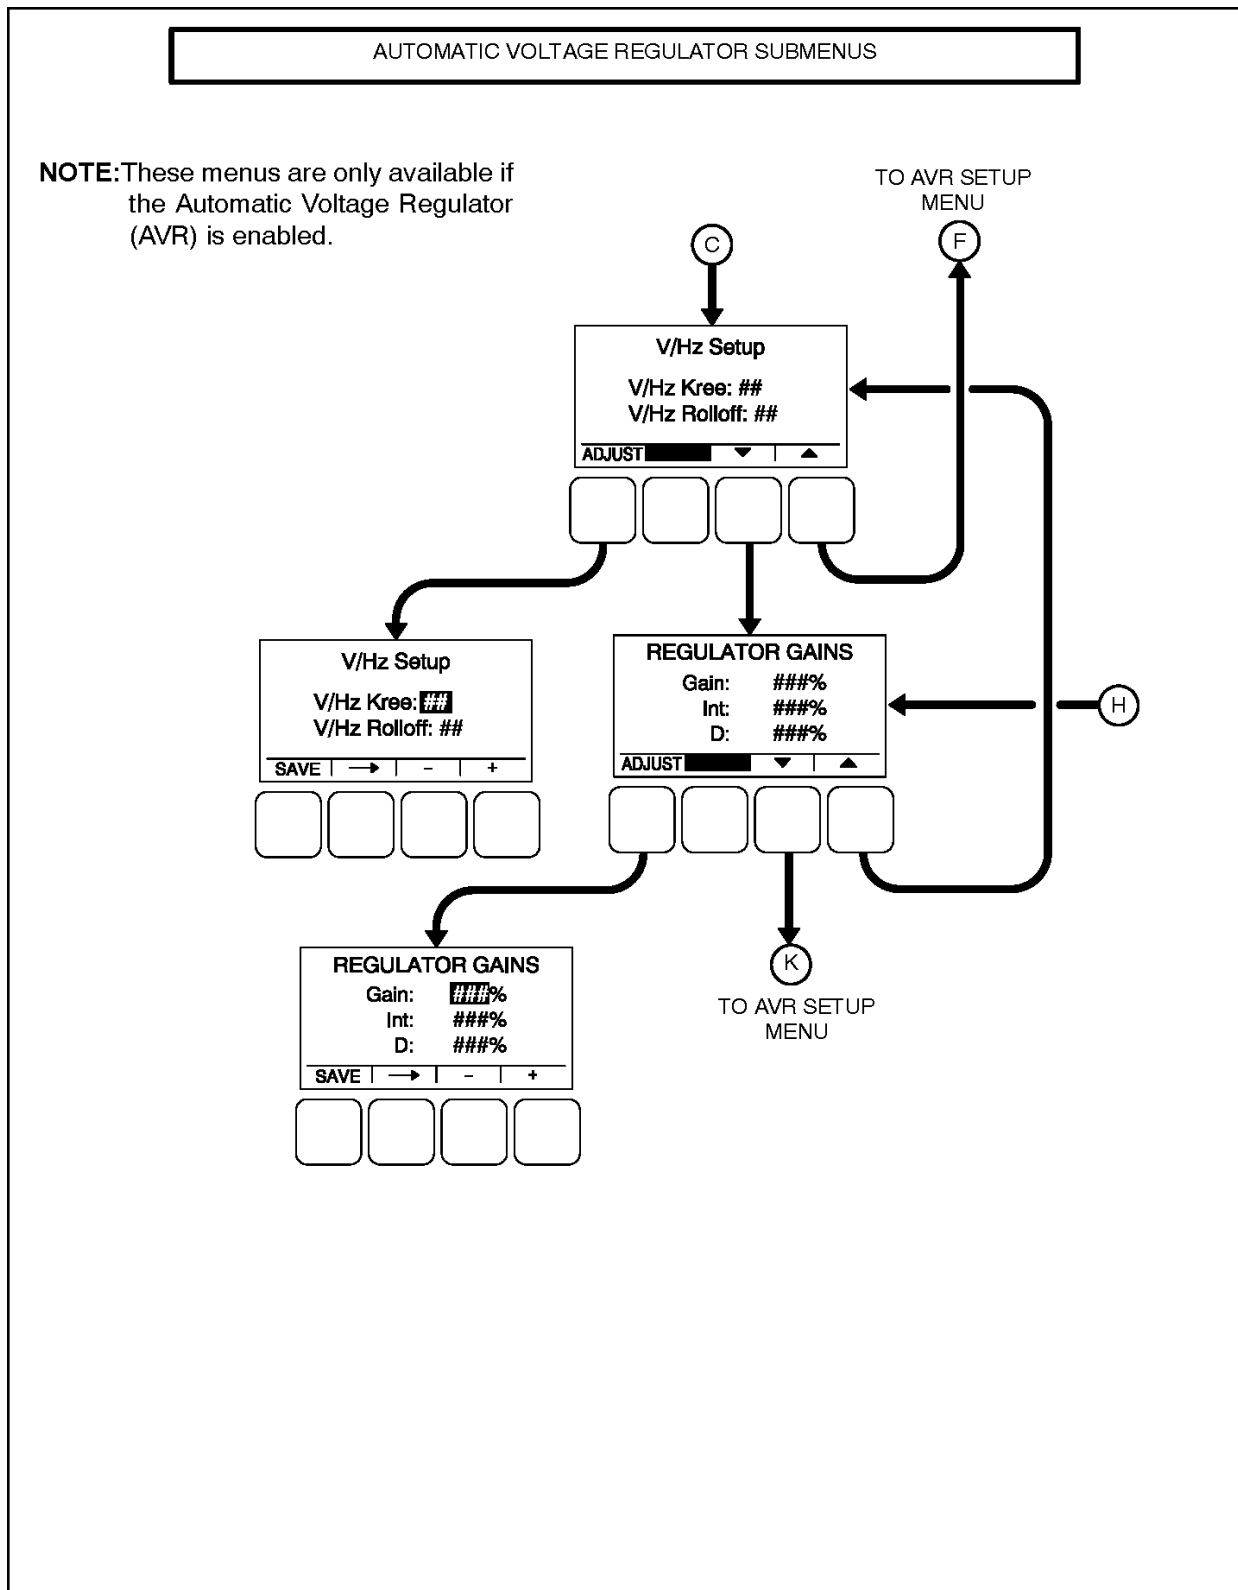 AUTOMATIC VOLTAGE REGULATOR SUBMENUS
NOTE:These menus are only available if
the Automatic Voltage Regulator
(AVR) is enabled.
TO AVR SETUP
MENU
C
F
V/Hz Setup
V/Hz Kree: ##
V/Hz Rolloff: ##
ADJUST
V/Hz Setup
V/Hz Kree: ##
V/Hz Rolloff: ##
SAVE - +
REGULATOR GAINS
Gain: ###%
Int: ###%
D: ###%
ADJUST
H
REGULATOR GAINS
Gain: ###%
Int: ###%
D: ###%
SAVE - +
K
TO AVR SETUP
MENU